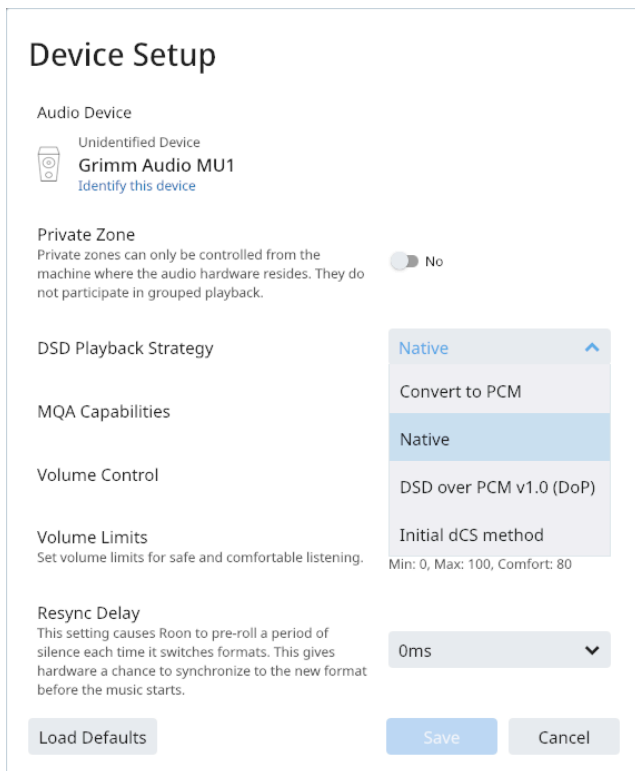 Device Setup
Audio Device
Unidentified Device
Grimm Audio MU1
Identify this device
Private Zone
Private zones can only be controlled from the
machine where the audio hardware resides. They do
not participate in grouped playback.
No
DSD Playback Strategy
Native
Convert to PCM
Native
DSD over PCM v1.0 (DoP)
Initial dCS method
MQA Capabilities
Volume Control
Volume Limits
Set volume limits for safe and comfortable listening.
Min: 0, Max: 100, Comfort: 80
Resync Delay
This setting causes Roon to pre-roll a period of
silence each time it switches formats. This gives
hardware a chance to synchronize to the new format
before the music starts.
0ms
Load Defaults
Save
Cancel